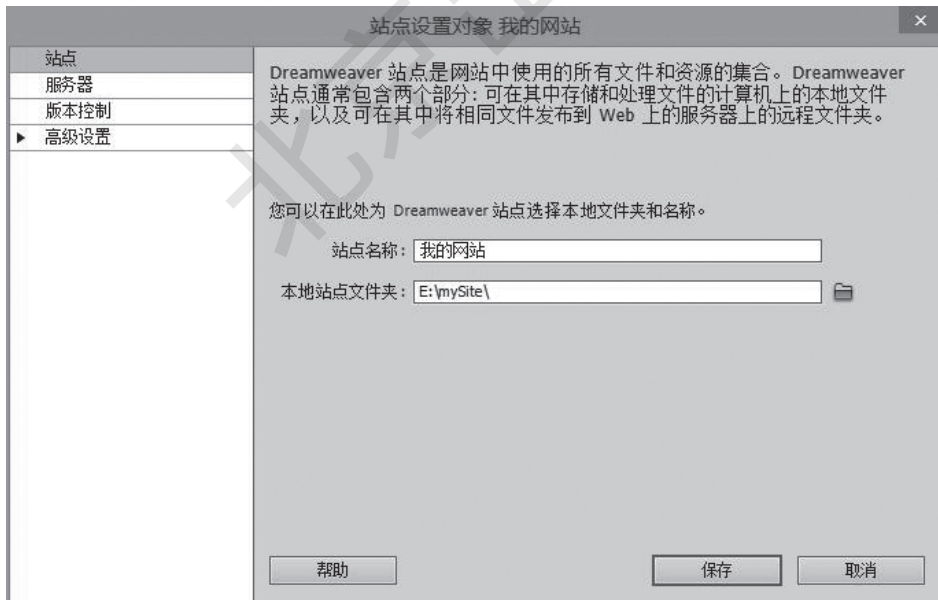 站点设置对象 我的网站
×
站点
服务器
版本控制
高级设置
Dreamweaver 站点是网站中使用的所有文件和资源的集合。Dreamweaver
站点通常包含两个部分：可在其中存储和处理文件的计算机上的本地文件
夹，以及可在其中将相同文件发布到 Web 上的服务器上的远程文件夹。
您可以在此处为 Dreamweaver 站点选择本地文件夹和名称。
站点名称：我的网站
本地站点文件夹：E:\mySite\
帮助
保存
取消
北京